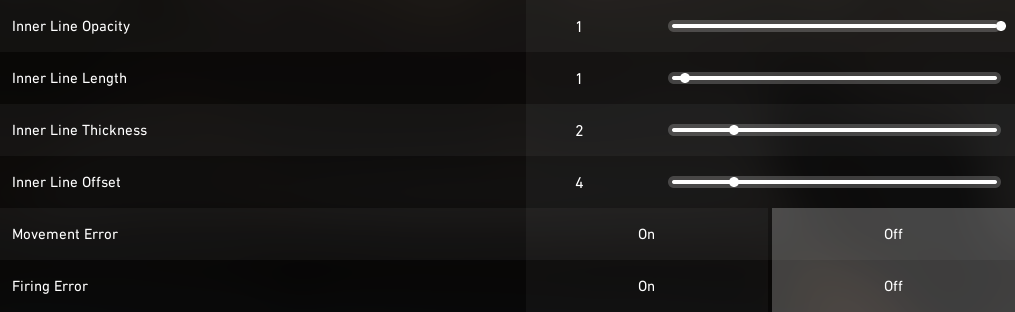 Inner Line Opacity 1
Inner Line Length 1
Inner Line Thickness 2
Inner Line Offset 4
Movement Error On Off
Firing Error On Off